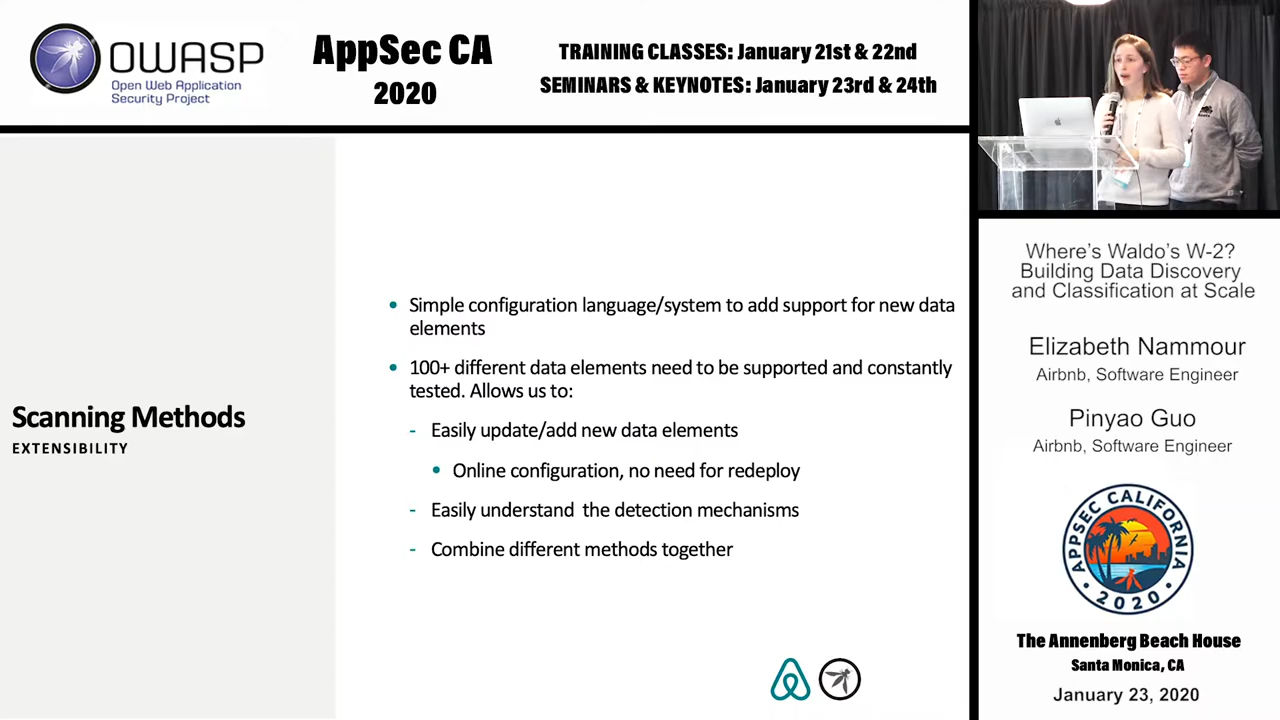 OWASP
Open Web Application
Security Project
AppSec CA
2020
TRAINING CLASSES: January 21st & 22nd
SEMINARS & KEYNOTES: January 23rd & 24th
Scanning Methods
EXTENSIBILITY
• Simple configuration language/system to add support for new data
elements
• 100+ different data elements need to be supported and constantly
tested. Allows us to:
- Easily update/add new data elements
• Online configuration, no need for redeploy
- Easily understand the detection mechanisms
- Combine different methods together
Where's Waldo's W-2?
Building Data Discovery
and Classification at Scale
Elizabeth Nammour
Airbnb, Software Engineer
Pinyao Guo
Airbnb, Software Engineer
APPSEC CALIFORNIA
• 2020 •
The Annenberg Beach House
Santa Monica, CA
January 23, 2020